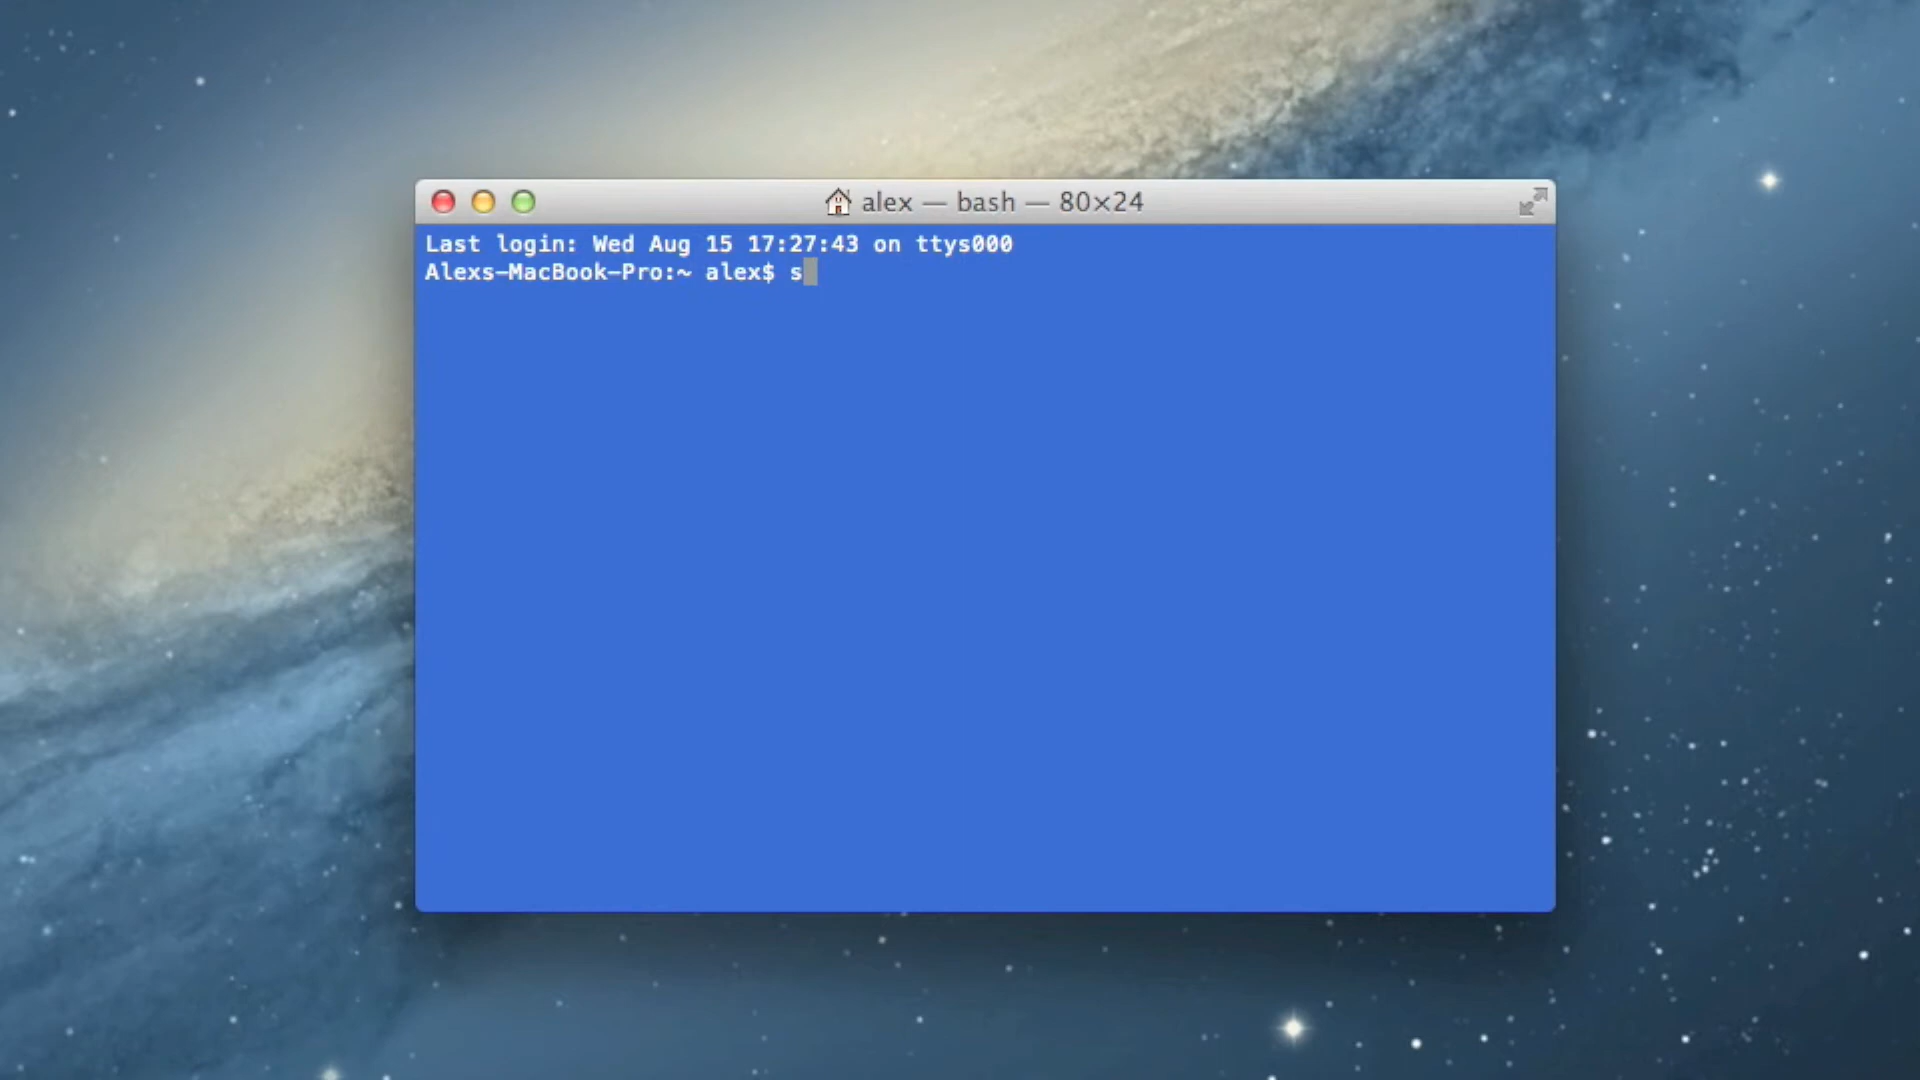 alex — bash — 80×24
Last login: Wed Aug 15 17:27:43 on ttys000
Alexs-MacBook-Pro:~ alex$ s